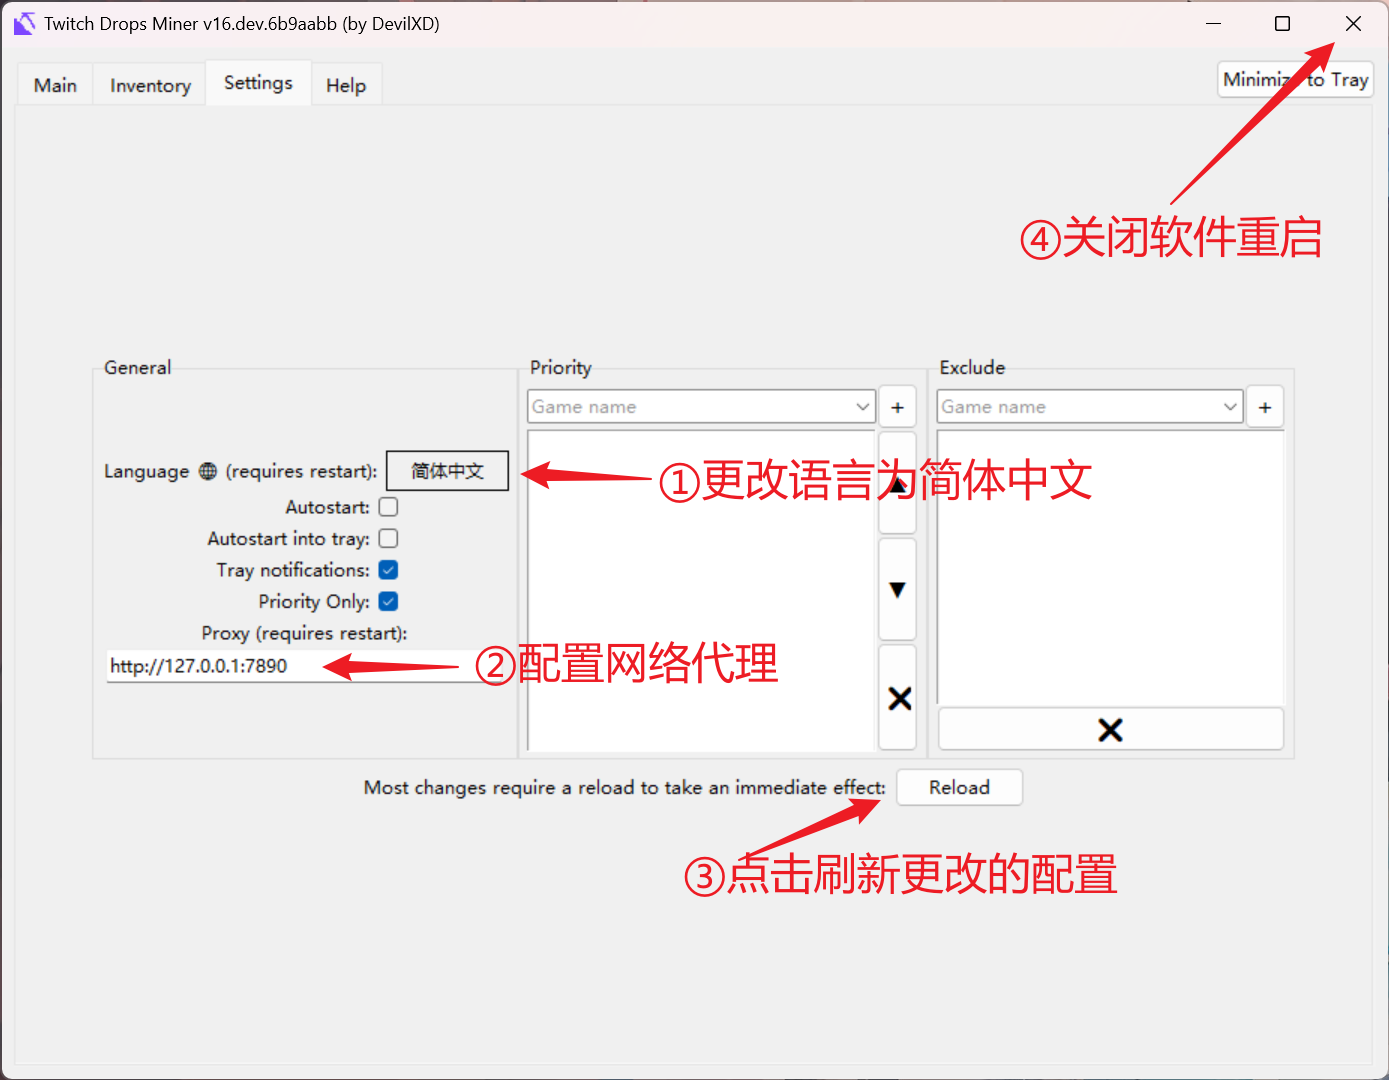 Twitch Drops Miner v16.dev.6b9aabb (by DevilXD)
Main Inventory Settings Help
Minimize to Tray
④关闭软件重启
General
Priority
Exclude
Game name
+
Game name
+
Language 🌐 (requires restart): 简体中文
①更改语言为简体中文
Autostart:
Autostart into tray:
Tray notifications:
Priority Only:
Proxy (requires restart):
http://127.0.0.1:7890
②配置网络代理
Most changes require a reload to take an immediate effect: Reload
③点击刷新更改的配置